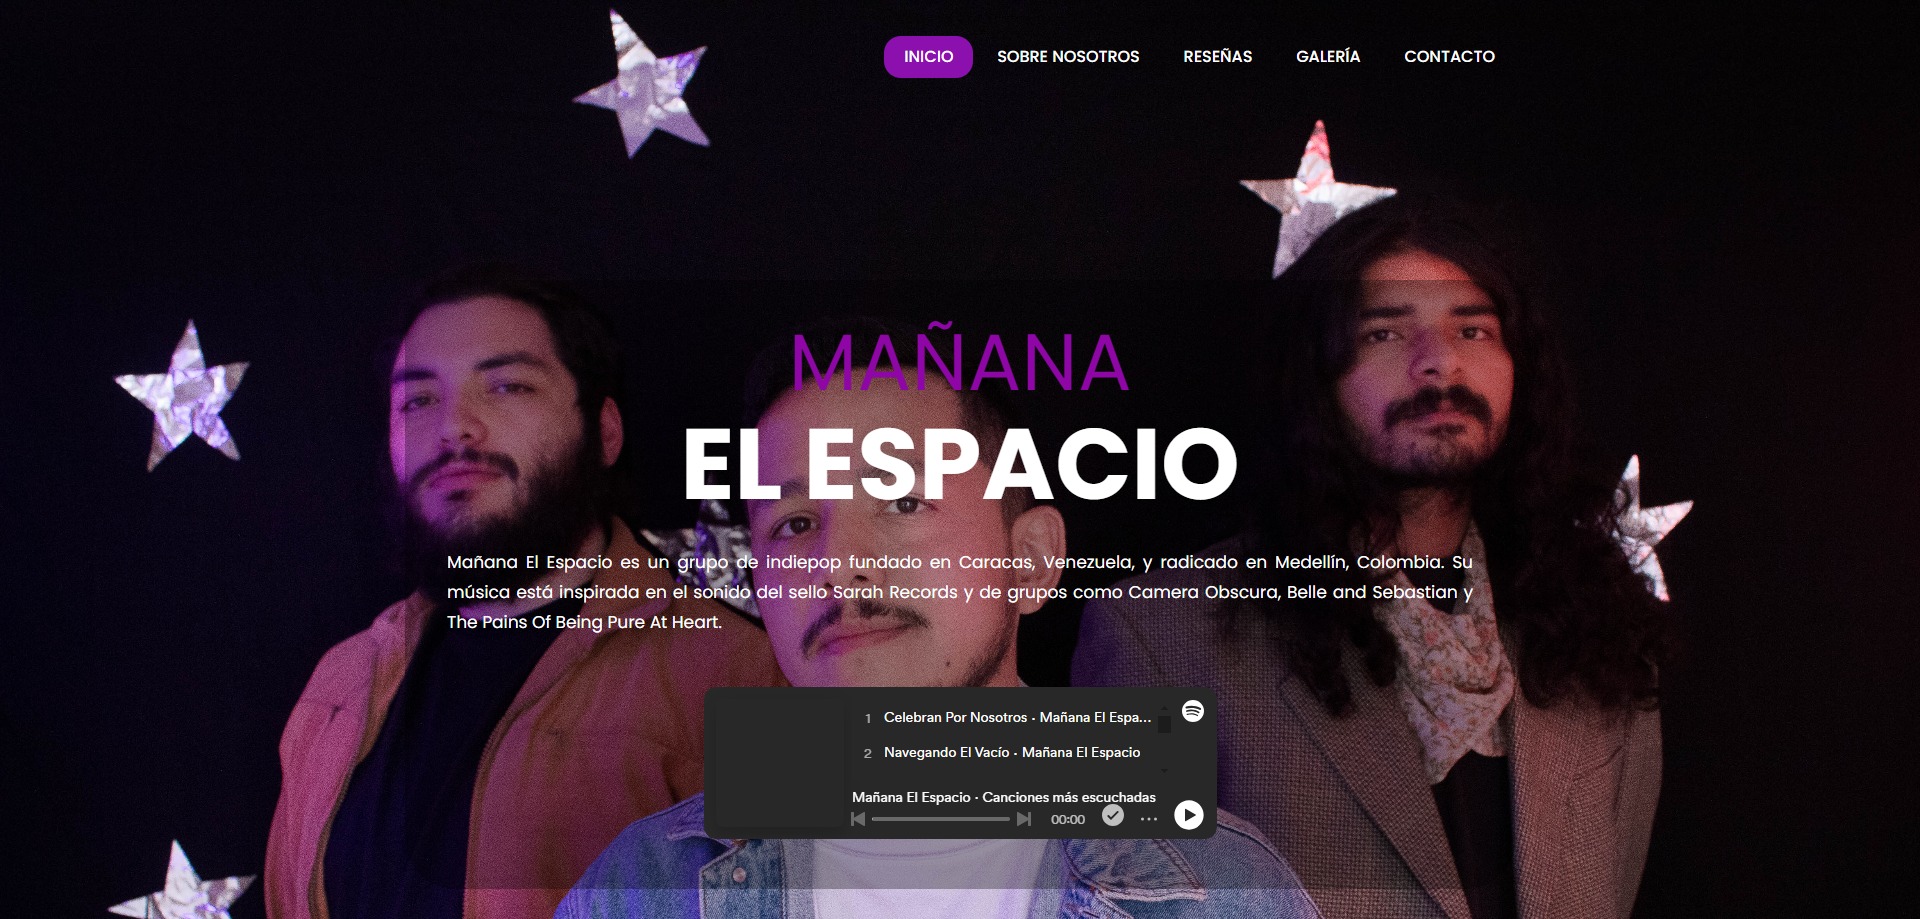 INICIO SOBRE NOSOTROS RESEÑAS GALERÍA CONTACTO
MAÑANA
EL ESPACIO
Mañana El Espacio es un grupo de indiepop fundado en Caracas, Venezuela, y radicado en Medellín, Colombia. Su
música está inspirada en el sonido del sello Sarah Records y de grupos como Camera Obscura, Belle and Sebastian y
The Pains Of Being Pure At Heart.
1 Celebran Por Nosotros · Mañana El Espa...
2 Navegando El Vacío · Mañana El Espacio
Mañana El Espacio · Canciones más escuchadas
00:00